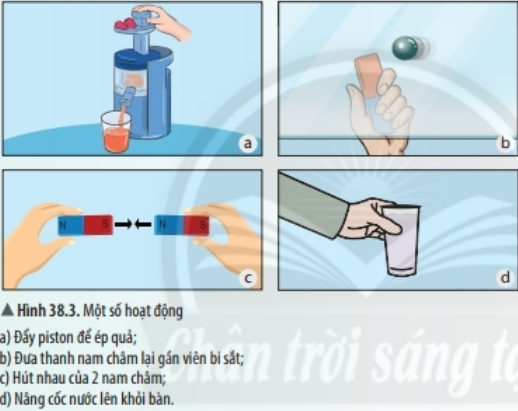 a
b
N S N S
c
d
▲ Hình 38.3. Một số hoạt động
a) Đẩy piston để ép quả;
b) Đưa thanh nam châm lại gần viên bi sắt;
c) Hút nhau của 2 nam châm;
d) Nâng cốc nước lên khỏi bàn.
Chân trời sáng tạ